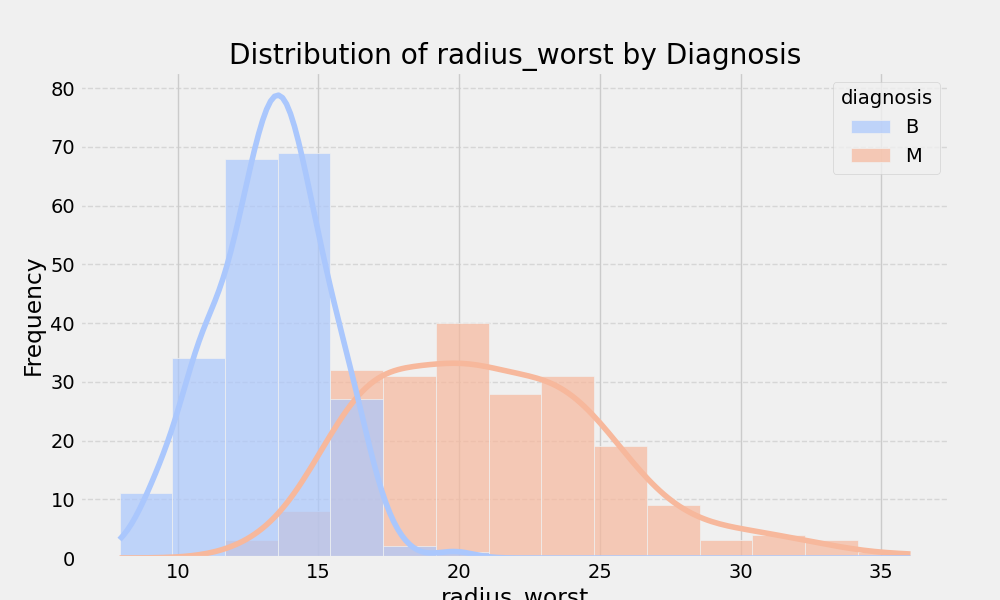 Distribution of radius_worst by Diagnosis
diagnosis
B
M
Frequency
80
70
60
50
40
30
20
10
0
10 15 20 25 30 35
radius_worst